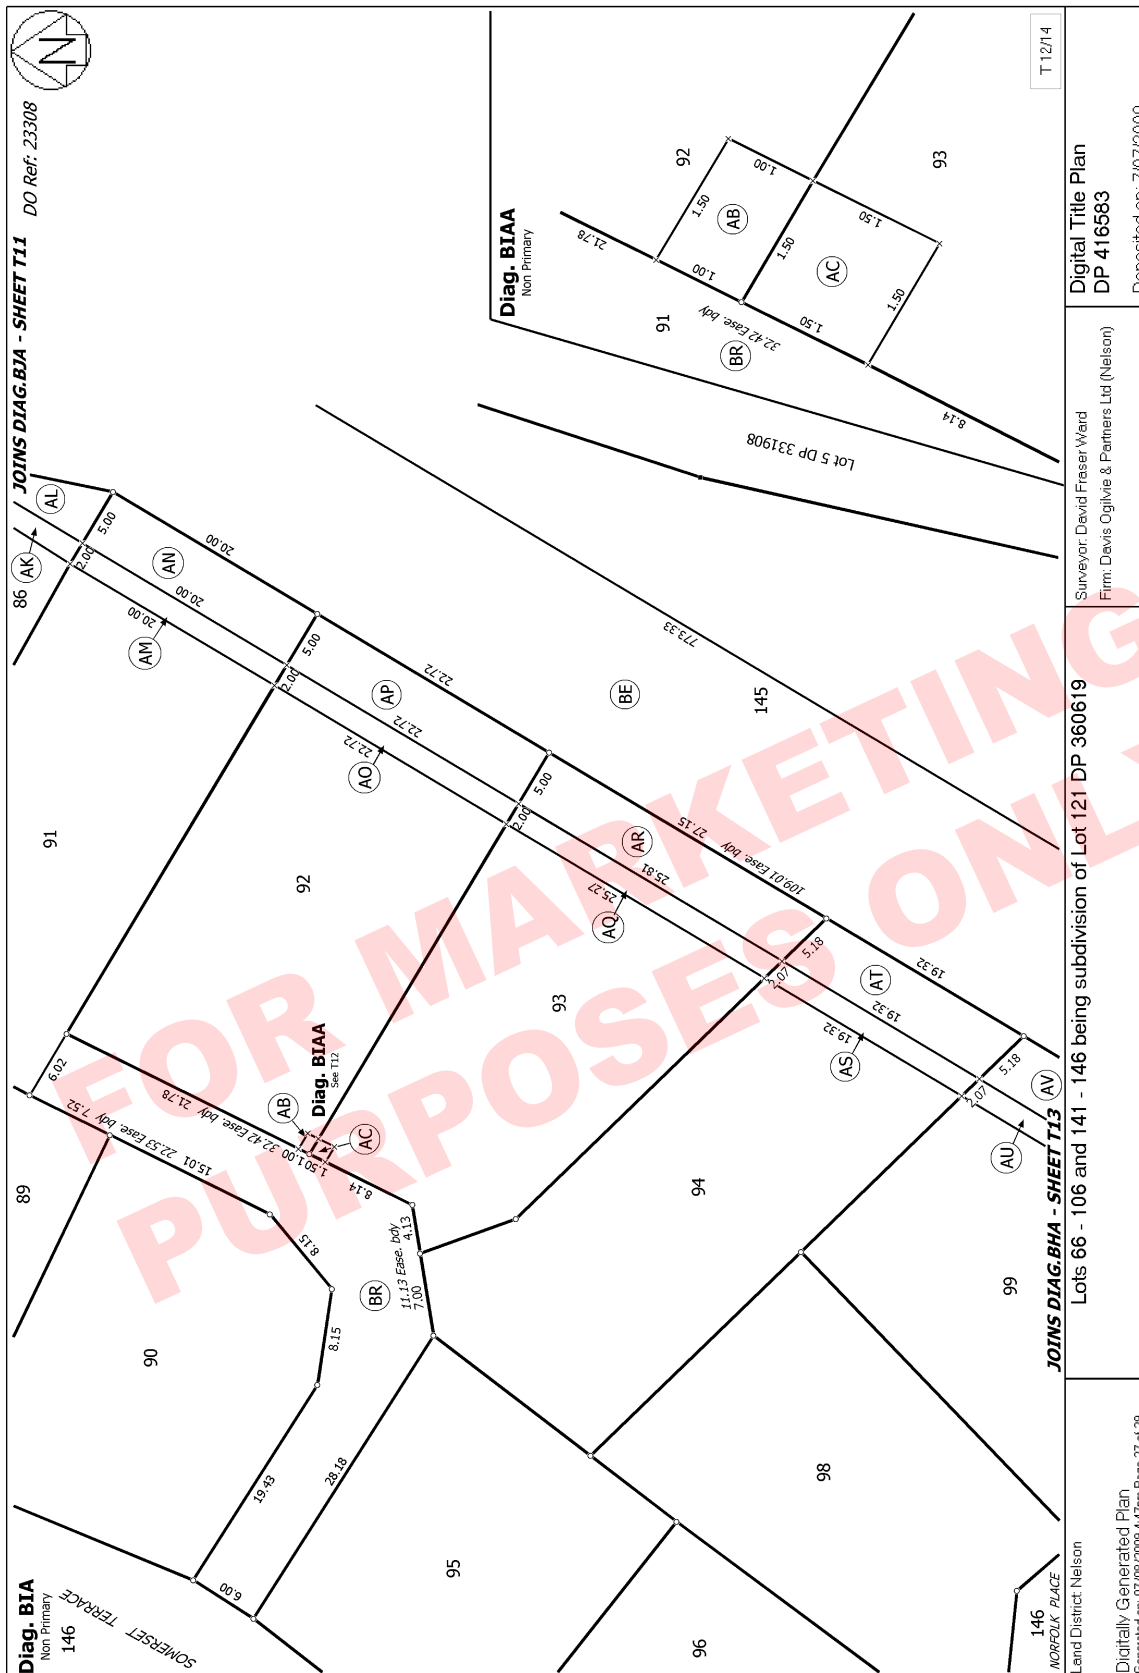 Diag. BIA
Non Primary
146
SOMERSET TERRACE
JOINS DIAG.BJA - SHEET T11
DO Ref: 23308
N
89
90
91
92
93
94
95
96
98
99
86
145
146
NORFOLK PLACE
6.00
19.43
28.18
8.15
8.15
15.01
22.53 Ease. bdy
7.52
6.02
21.78
32.42 Ease. bdy
1.00
1.50
8.14
4.13
11.13 Ease. bdy
7.00
BR
AB
AC
Diag. BIAA
See T12
AK
AL
2.00
5.00
AM
20.00
AN
20.00
20.00
2.00
5.00
AO
22.72
AP
22.72
22.72
2.00
5.00
AQ
25.27
AR
25.81
27.15
109.01 Ease. bdy
2.07
5.18
AS
19.32
AT
19.32
19.32
2.07
5.18
AU
AV
BE
773.33
JOINS DIAG.BHA - SHEET T13
Lot 5 DP 331908
Diag. BIAA
Non Primary
21.78
92
1.50
1.00
AB
1.00
1.50
91
93
AC
1.50
1.50
1.50
32.42 Ease. bdy
BR
8.14
T 12/14
FOR MARKETING
PURPOSES ONLY
Land District: Nelson
Digitally Generated Plan
Lots 66 - 106 and 141 - 146 being subdivision of Lot 121 DP 360619
Surveyor: David Fraser Ward
Firm: Davis Ogilvie & Partners Ltd (Nelson)
Digital Title Plan
DP 416583